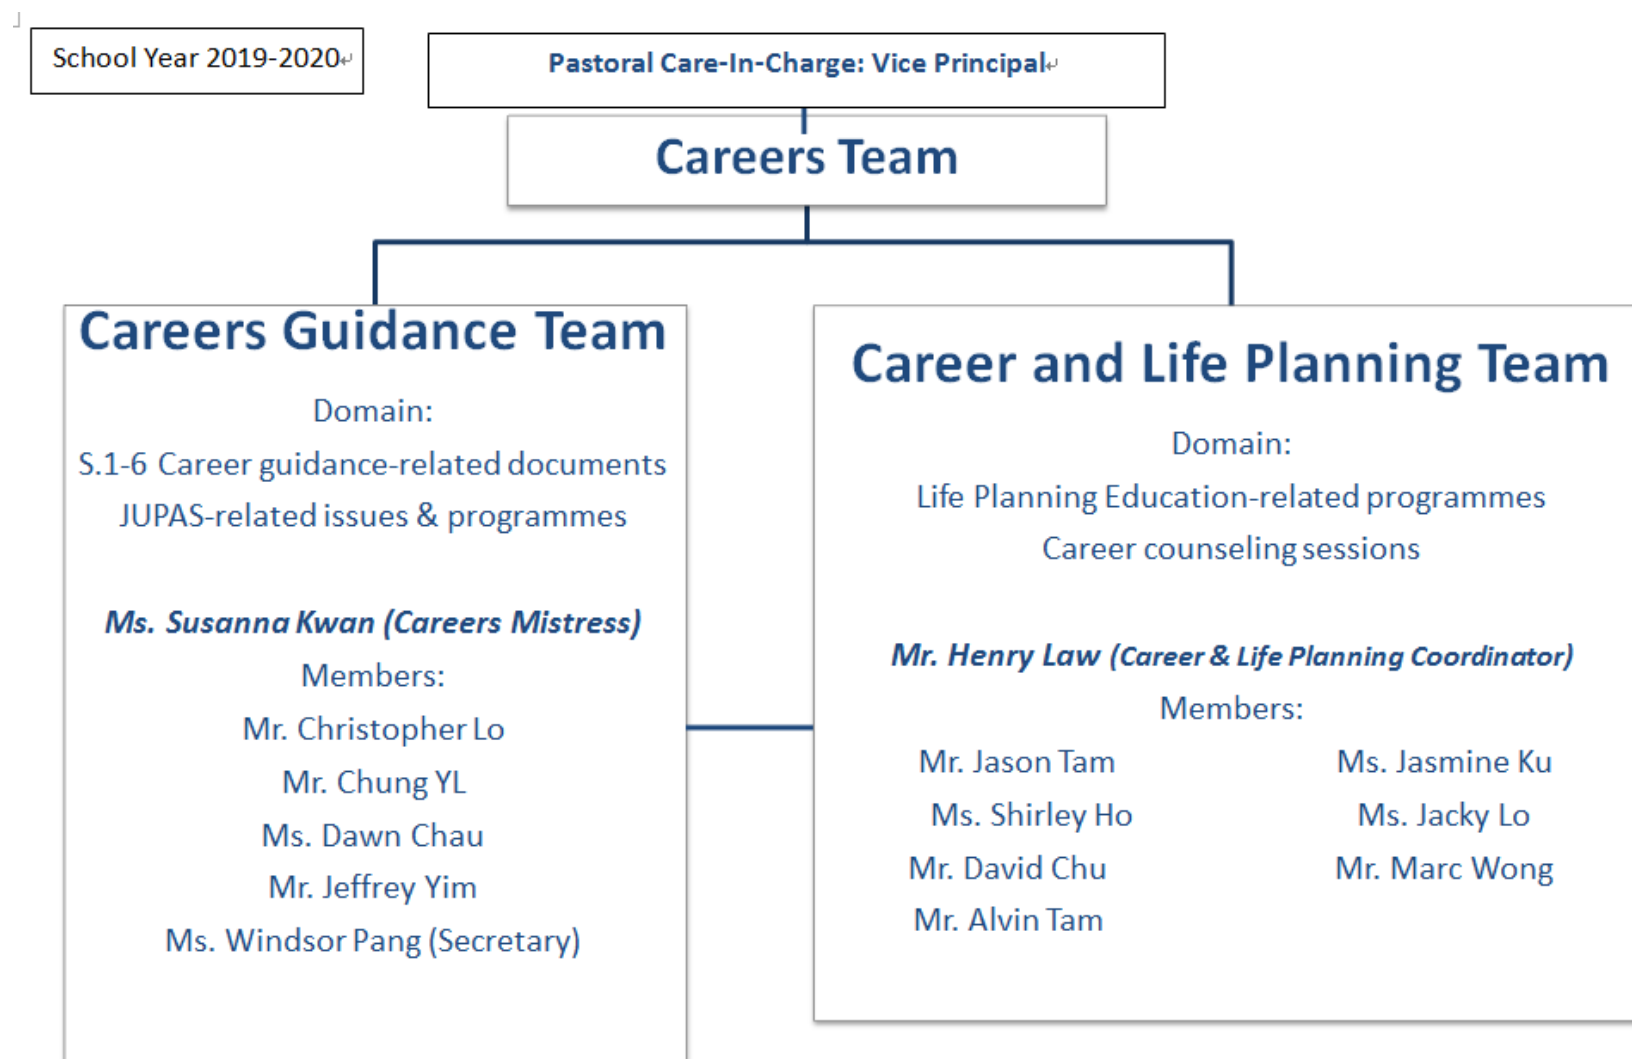 School Year 2019-2020
Pastoral Care-In-Charge: Vice Principal
Careers Team
Careers Guidance Team
Domain:
S.1-6 Career guidance-related documents
JUPAS-related issues & programmes
Ms. Susanna Kwan (Careers Mistress)
Members:
Mr. Christopher Lo
Mr. Chung YL
Ms. Dawn Chau
Mr. Jeffrey Yim
Ms. Windsor Pang (Secretary)
Career and Life Planning Team
Domain:
Life Planning Education-related programmes
Career counseling sessions
Mr. Henry Law (Career & Life Planning Coordinator)
Members:
Mr. Jason Tam Ms. Jasmine Ku
Ms. Shirley Ho Ms. Jacky Lo
Mr. David Chu Mr. Marc Wong
Mr. Alvin Tam